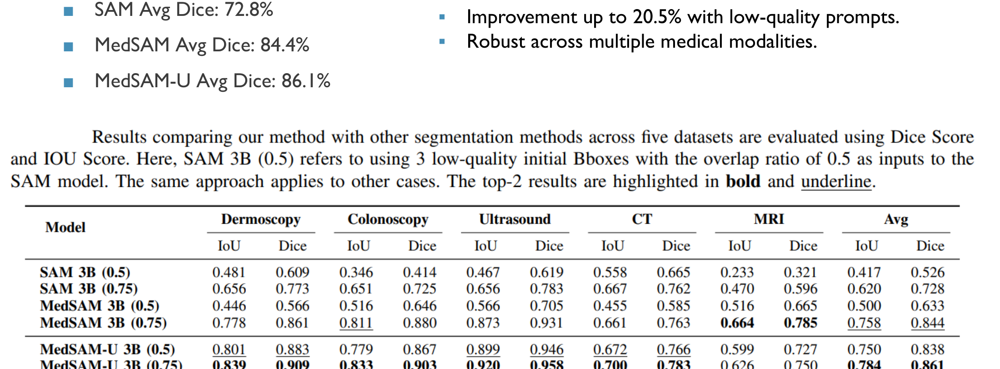 SAM Avg Dice: 72.8%
MedSAM Avg Dice: 84.4%
MedSAM-U Avg Dice: 86.1%
Improvement up to 20.5% with low-quality prompts.
Robust across multiple medical modalities.
Results comparing our method with other segmentation methods across five datasets are evaluated using Dice Score
and IOU Score. Here, SAM 3B (0.5) refers to using 3 low-quality initial Bboxes with the overlap ratio of 0.5 as inputs to the
SAM model. The same approach applies to other cases. The top-2 results are highlighted in bold and underline.
Model Dermoscopy Colonoscopy Ultrasound CT MRI Avg
IoU Dice IoU Dice IoU Dice IoU Dice IoU Dice IoU Dice
SAM 3B (0.5) 0.481 0.609 0.346 0.414 0.467 0.619 0.558 0.665 0.233 0.321 0.417 0.526
SAM 3B (0.75) 0.656 0.773 0.651 0.725 0.656 0.783 0.667 0.762 0.470 0.596 0.620 0.728
MedSAM 3B (0.5) 0.446 0.566 0.516 0.646 0.566 0.705 0.455 0.585 0.516 0.665 0.500 0.633
MedSAM 3B (0.75) 0.778 0.861 0.811 0.880 0.873 0.931 0.661 0.763 0.664 0.785 0.758 0.844
MedSAM-U 3B (0.5) 0.801 0.883 0.779 0.867 0.899 0.946 0.672 0.766 0.599 0.727 0.750 0.838
MedSAM-U 3B (0.75) 0.839 0.909 0.833 0.903 0.920 0.958 0.700 0.783 0.626 0.750 0.784 0.861